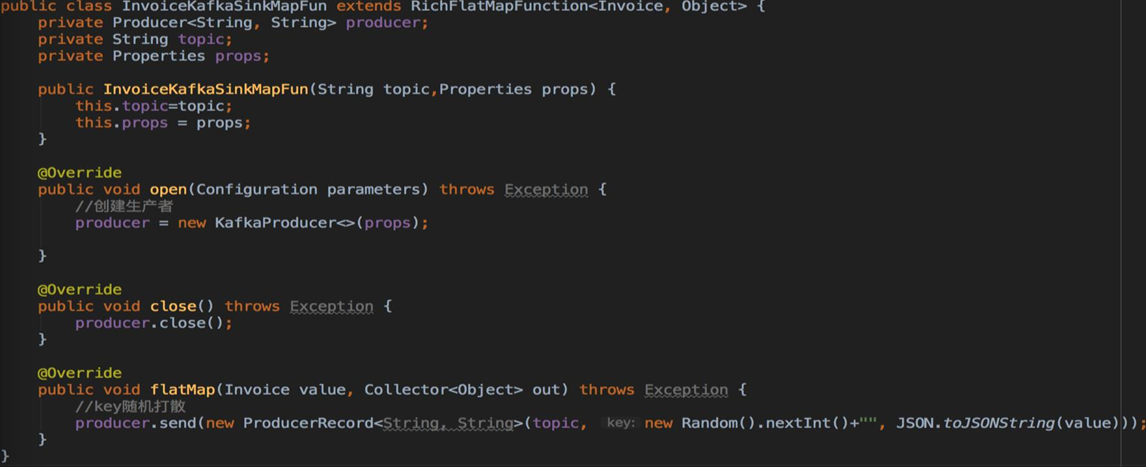 public class InvoiceKafkaSinkMapFun extends RichFlatMapFunction<Invoice, Object> {
private Producer<String, String> producer;
private String topic;
private Properties props;
public InvoiceKafkaSinkMapFun(String topic,Properties props) {
this.topic=topic;
this.props = props;
}
@Override
public void open(Configuration parameters) throws Exception {
//创建生产者
producer = new KafkaProducer<>(props);
}
@Override
public void close() throws Exception {
producer.close();
}
@Override
public void flatMap(Invoice value, Collector<Object> out) throws Exception {
//key随机打散
producer.send(new ProducerRecord<String, String>(topic, key: new Random().nextInt()+"", JSON.toJSONString(value)));
}
}